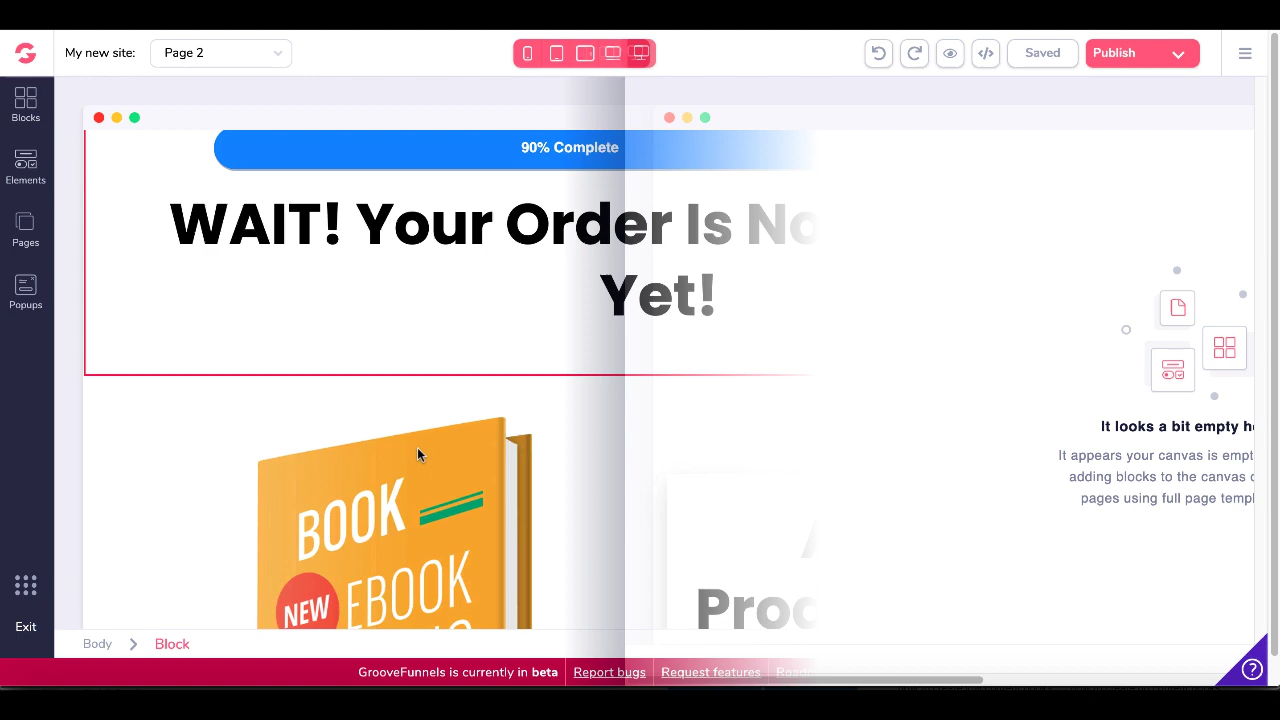 My new site:
Page 2
Saved
Publish
Blocks
Elements
Pages
Popups
Exit
90% Complete
WAIT! Your Order Is No
Yet!
BOOK
NEW
EBOOK
It looks a bit empty he
It appears your canvas is empt
adding blocks to the canvas o
pages using full page templ
Proc
Body
Block
GrooveFunnels is currently in beta
Report bugs
Request features